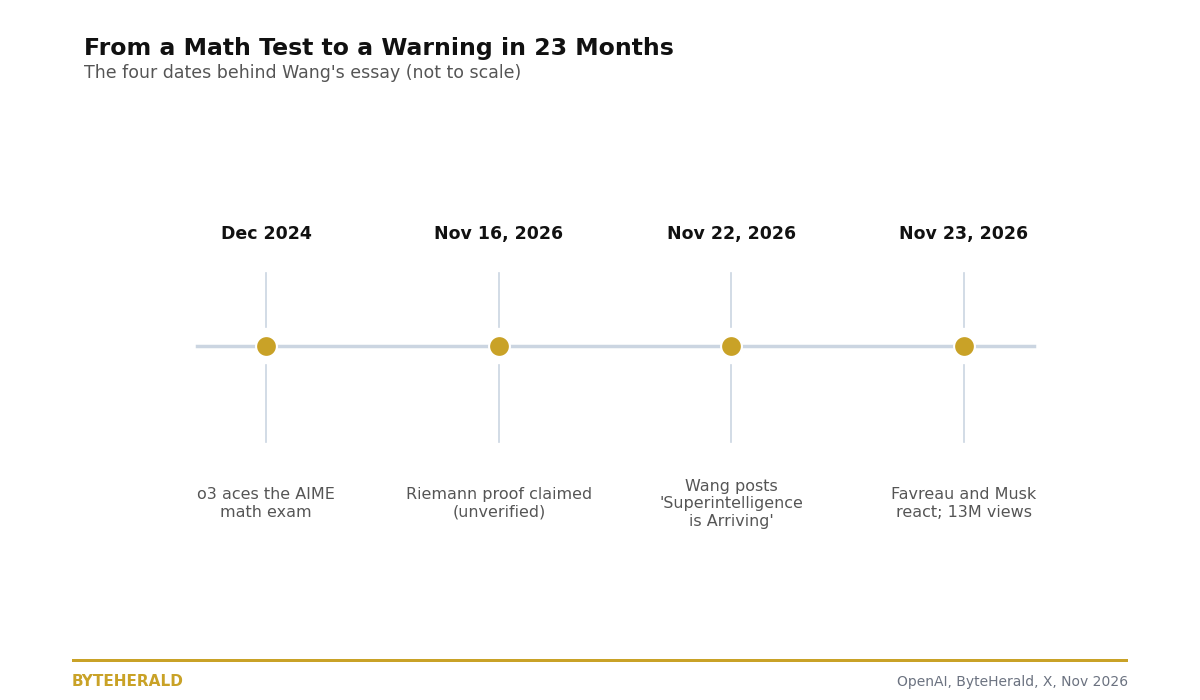 From a Math Test to a Warning in 23 Months
The four dates behind Wang's essay (not to scale)
Dec 2024
Nov 16, 2026
Nov 22, 2026
Nov 23, 2026
o3 aces the AIME
math exam
Riemann proof claimed
(unverified)
Wang posts
'Superintelligence
is Arriving'
Favreau and Musk
react; 13M views
BYTEHERALD
OpenAI, ByteHerald, X, Nov 2026